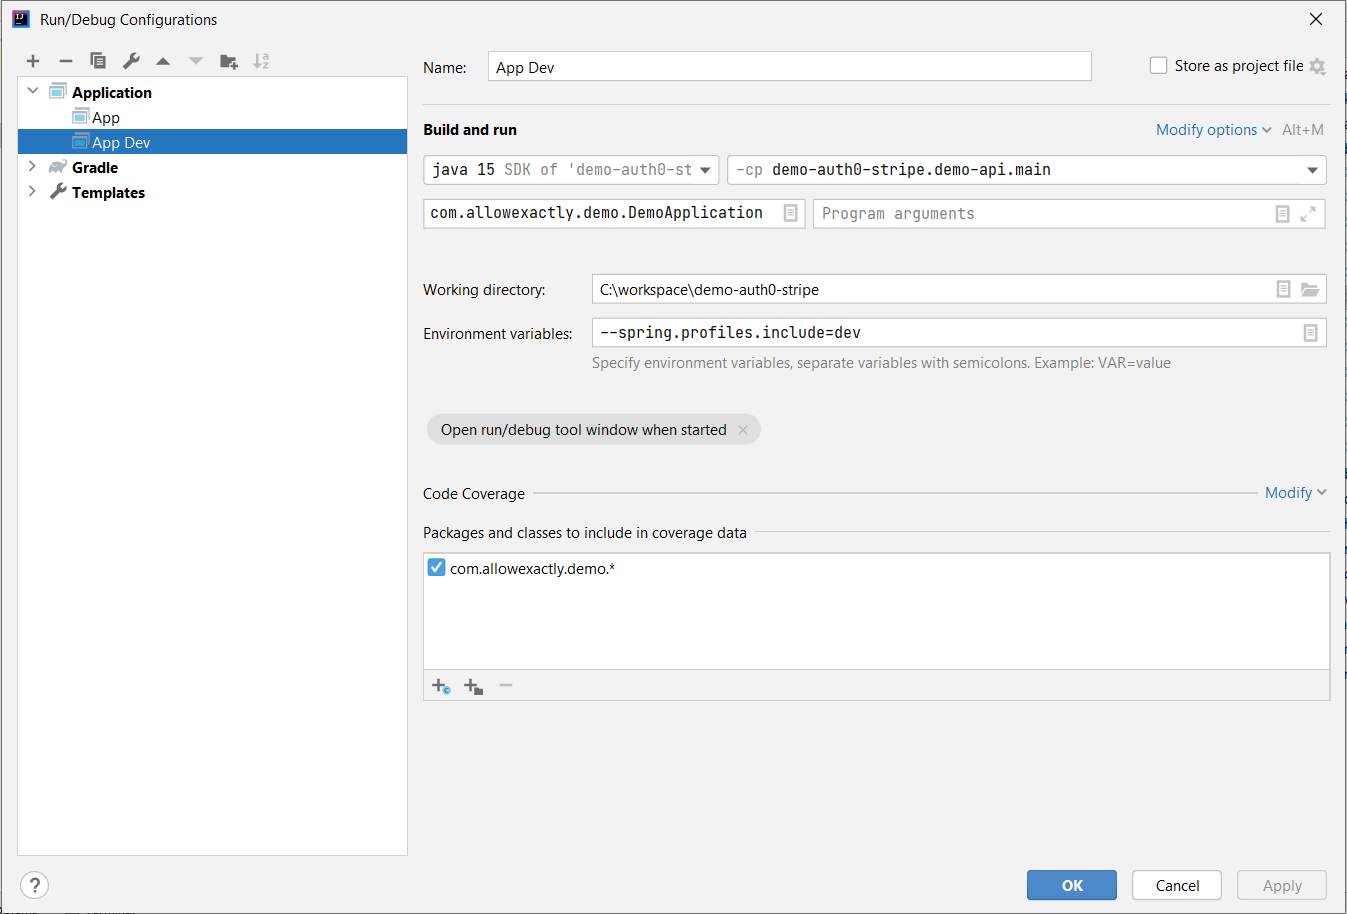 Run/Debug Configurations
Application
App
App Dev
Gradle
Templates
Name: App Dev Store as project file
Build and run Modify options Alt+M
java 15 SDK of 'demo-auth0-st -cp demo-auth0-stripe.demo-api.main
com.allowexactly.demo.DemoApplication Program arguments
Working directory: C:\workspace\demo-auth0-stripe
Environment variables: --spring.profiles.include=dev
Specify environment variables, separate variables with semicolons. Example: VAR=value
Open run/debug tool window when started
Code Coverage Modify
Packages and classes to include in coverage data
com.allowexactly.demo.*
? OK Cancel Apply